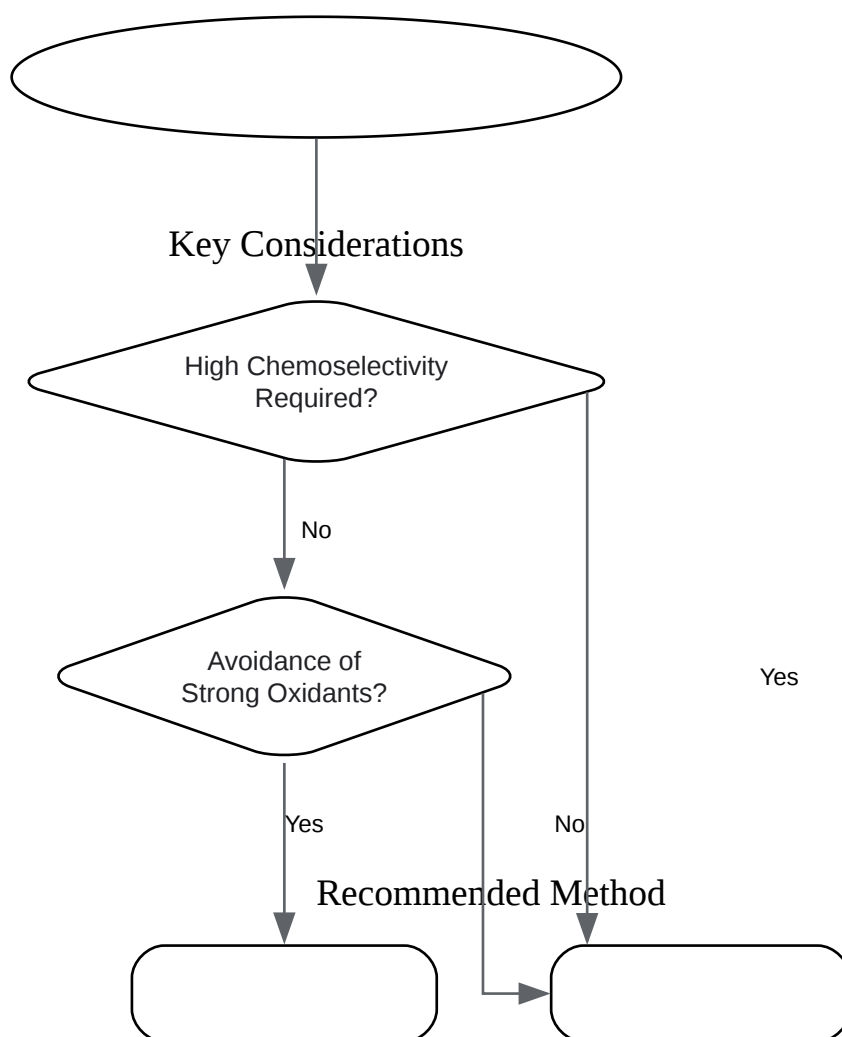 Key Considerations
High Chemoselectivity
Required?
No
Avoidance of
Strong Oxidants?
Yes
Yes
No
Recommended Method